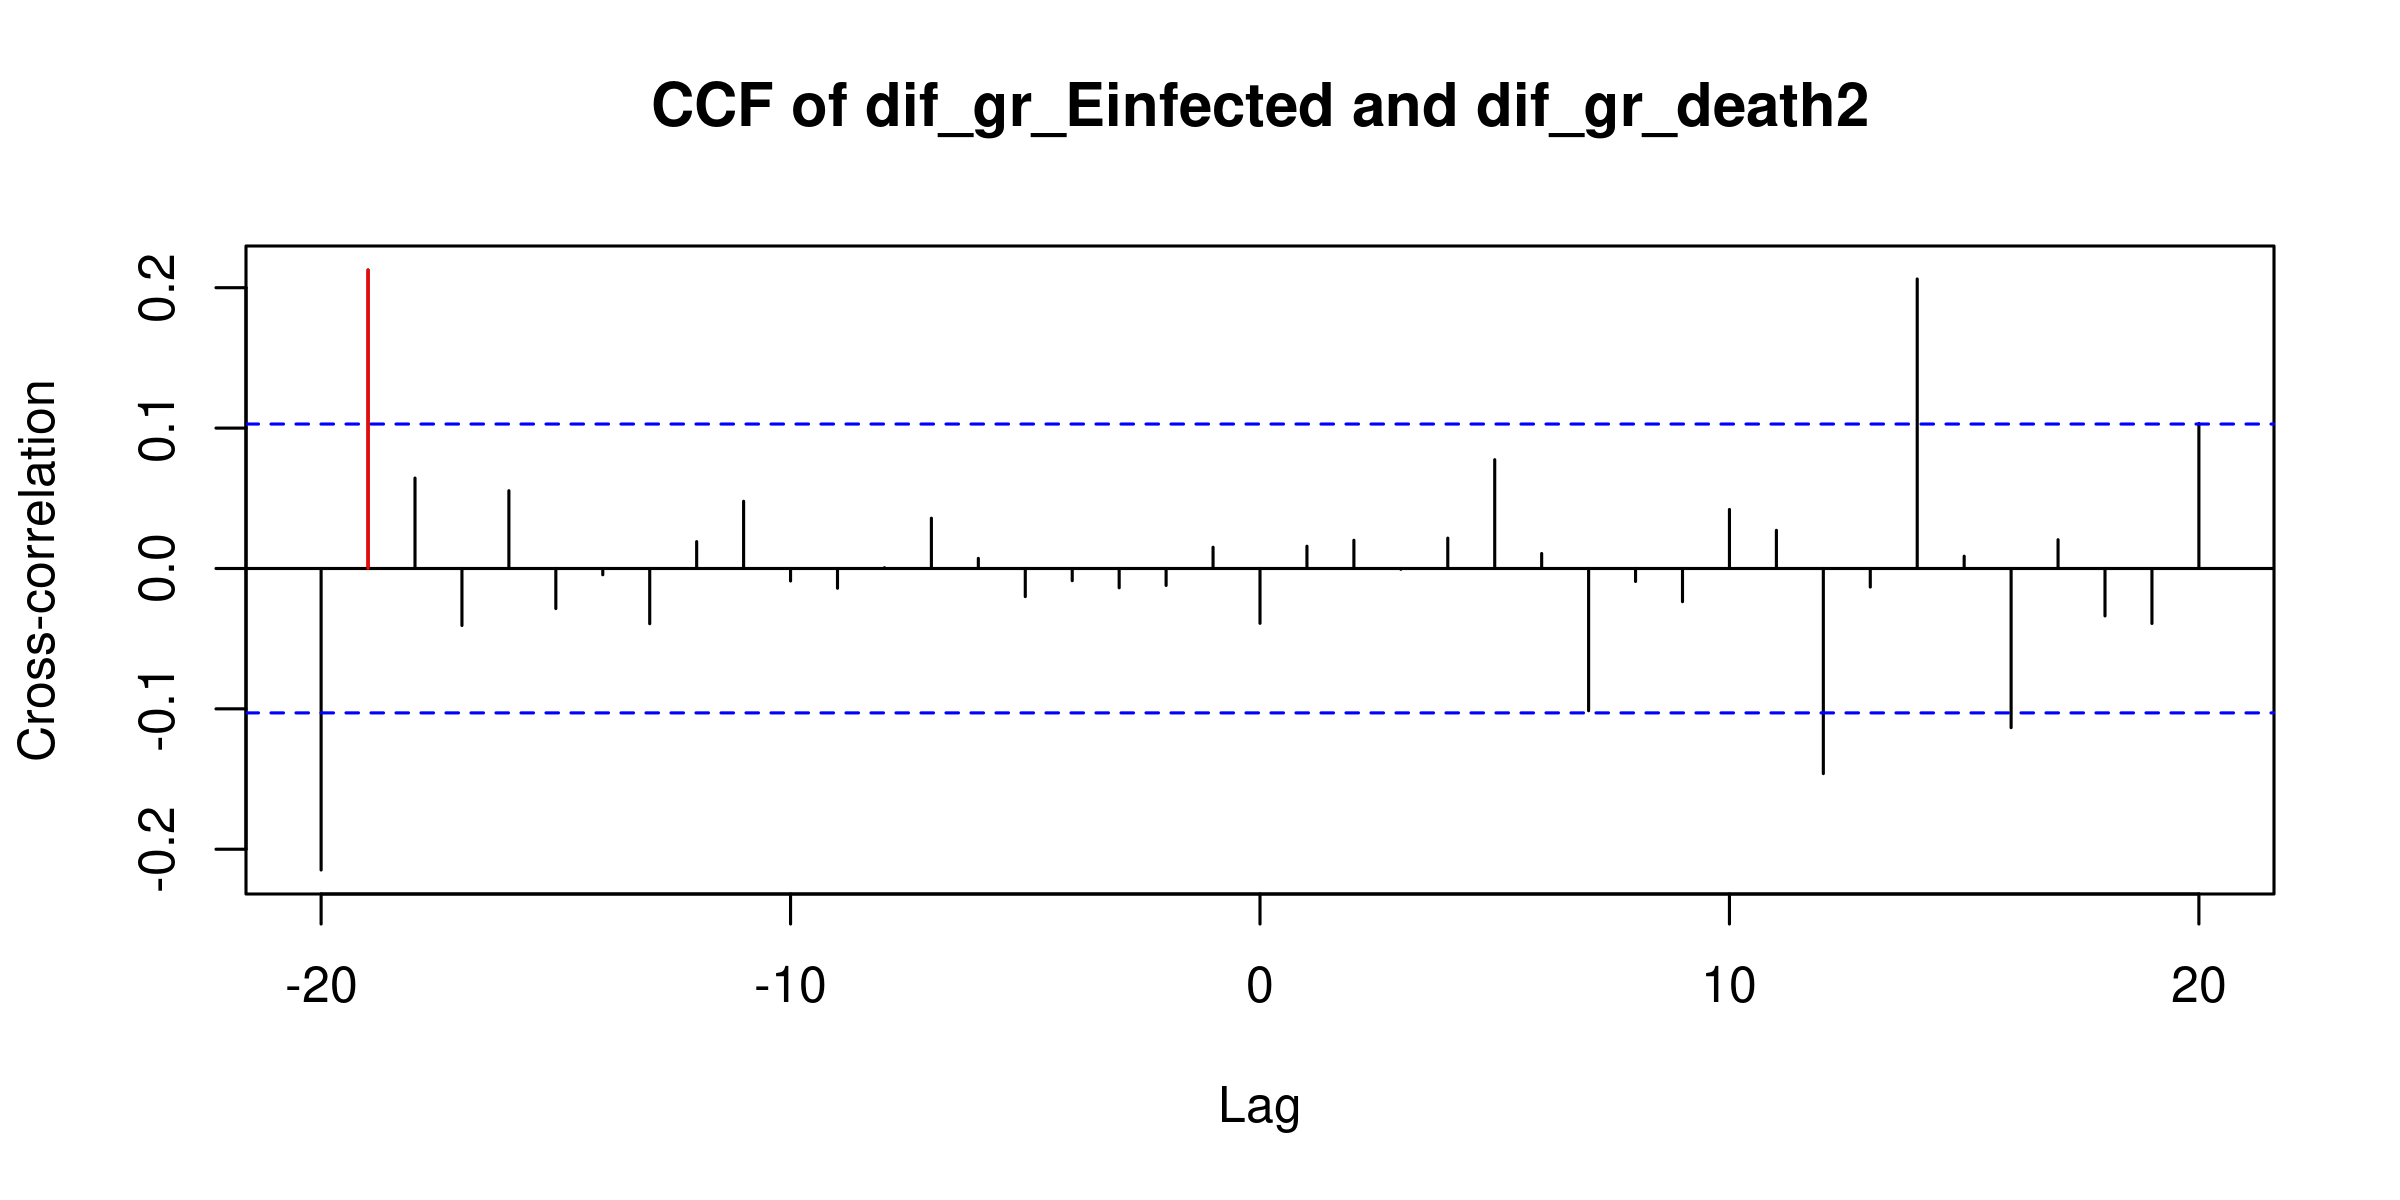 CCF of dif_gr_Einfected and dif_gr_death2
Cross-correlation
0.2
0.1
0.0
-0.1
-0.2
-20 -10 0 10 20
Lag